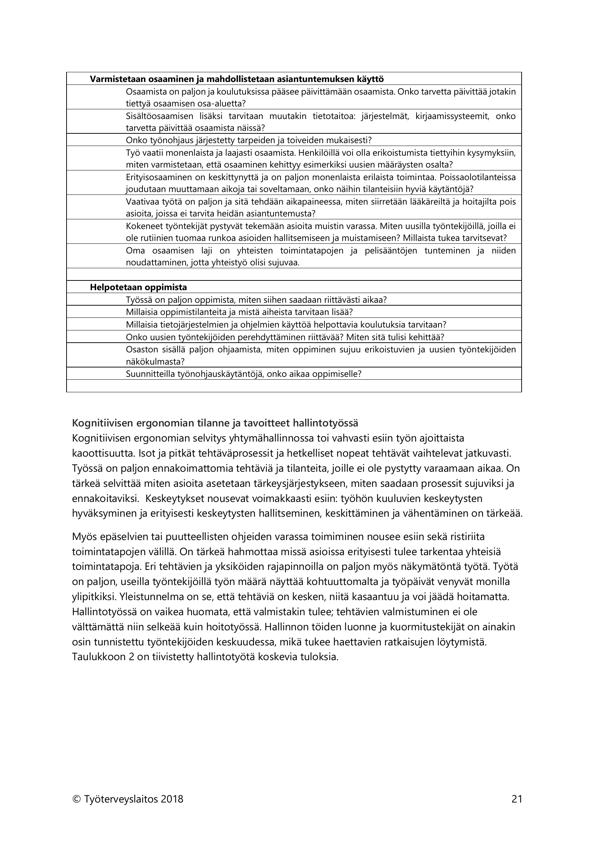 Varmistetaan osaaminen ja mahdollistetaan asiantuntemuksen käyttö
Osaamista on paljon ja koulutuksissa pääsee päivittämään osaamista. Onko tarvetta päivittää jotakin
tiettyä osaamisen osa-aluetta?
Sisältöosaamisen lisäksi tarvitaan muutakin tietotaitoa: järjestelmät, kirjaamissysteemit, onko
tarvetta päivittää osaamista näissä?
Onko työnohjaus järjestetty tarpeiden ja toiveiden mukaisesti?
Työ vaatii monenlaista ja laajasti osaamista. Henkilöillä voi olla erikoistumista tiettyihin kysymyksiin,
miten varmistetaan, että osaaminen kehittyy esimerkiksi uusien määräysten osalta?
Erityisosaaminen on keskittynyttä ja on paljon monenlaista erilaista toimintaa. Poissaolotilanteissa
joudutaan muuttamaan aikoja tai soveltamaan, onko näihin tilanteisiin hyviä käytäntöjä?
Vaativaa työtä on paljon ja sitä tehdään aikapaineessa, miten siirretään lääkäreiltä ja hoitajilta pois
asioita, joissa ei tarvita heidän asiantuntemusta?
Kokeneet työntekijät pystyvät tekemään asioita muistin varassa. Miten uusilla työntekijöillä, joilla ei
ole rutiinien tuomaa runkoa asioiden hallitsemiseen ja muistamiseen? Millaista tukea tarvitsevat?
Oma osaamisen laji on yhteisten toimintatapojen ja pelisääntöjen tunteminen ja niiden
noudattaminen, jotta yhteistyö olisi sujuvaa.
Helpotetaan oppimista
Työssä on paljon oppimista, miten siihen saadaan riittävästi aikaa?
Millaisia oppimistilanteita ja mistä aiheista tarvitaan lisää?
Millaisia tietojärjestelmien ja ohjelmien käyttöä helpottavia koulutuksia tarvitaan?
Onko uusien työntekijöiden perehdyttäminen riittävää? Miten sitä tulisi kehittää?
Osaston sisällä paljon ohjaamista, miten oppiminen sujuu erikoistuvien ja uusien työntekijöiden
näkökulmasta?
Suunnitteilla työnohjauskäytäntöjä, onko aikaa oppimiselle?
Kognitiivisen ergonomian tilanne ja tavoitteet hallintotyössä
Kognitiivisen ergonomian selvitys yhtymähallinnossa toi vahvasti esiin työn ajoittaista
kaoottisuutta. Isot ja pitkät tehtäväprosessit ja hetkelliset nopeat tehtävät vaihtelevat jatkuvasti.
Työssä on paljon ennakoimattomia tehtäviä ja tilanteita, joille ei ole pystytty varaamaan aikaa. On
tärkeä selvittää miten asioita asetetaan tärkeysjärjestykseen, miten saadaan prosessit sujuviksi ja
ennakoitaviksi. Keskeytykset nousevat voimakkaasti esiin: työhön kuuluvien keskeytysten
hyväksyminen ja erityisesti keskeytysten hallitseminen, keskittäminen ja vähentäminen on tärkeää.
Myös epäselvien tai puutteellisten ohjeiden varassa toimiminen nousee esiin sekä ristiriita
toimintatapojen välillä. On tärkeä hahmottaa missä asioissa erityisesti tulee tarkentaa yhteisiä
toimintatapoja. Eri tehtävien ja yksiköiden rajapinnoilla on paljon myös näkymätöntä työtä. Työtä
on paljon, useilla työntekijöillä työn määrä näyttää kohtuuttomalta ja työpäivät venyvät monilla
ylipitkiksi. Yleistunnelma on se, että tehtäviä on kesken, niitä kasaantuu ja voi jäädä hoitamatta.
Hallintotyössä on vaikea huomata, että valmistakin tulee; tehtävien valmistuminen ei ole
välttämättä niin selkeää kuin hoitotyössä. Hallinnon töiden luonne ja kuormitustekijät on ainakin
osin tunnistettu työntekijöiden keskuudessa, mikä tukee haettavien ratkaisujen löytymistä.
Taulukkoon 2 on tiivistetty hallintotyötä koskevia tuloksia.
© Työterveyslaitos 2018
21